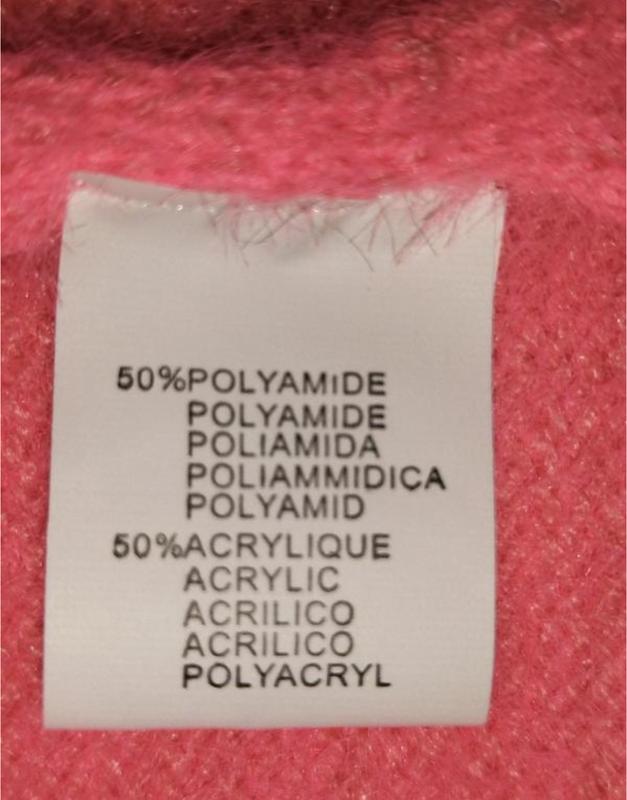 50%POLYAMIDE
POLYAMIDE
POLIAMIDA
POLIAMMIDICA
POLYAMID
50%ACRYLIQUE
ACRYLIC
ACRILICO
ACRILICO
POLYACRYL